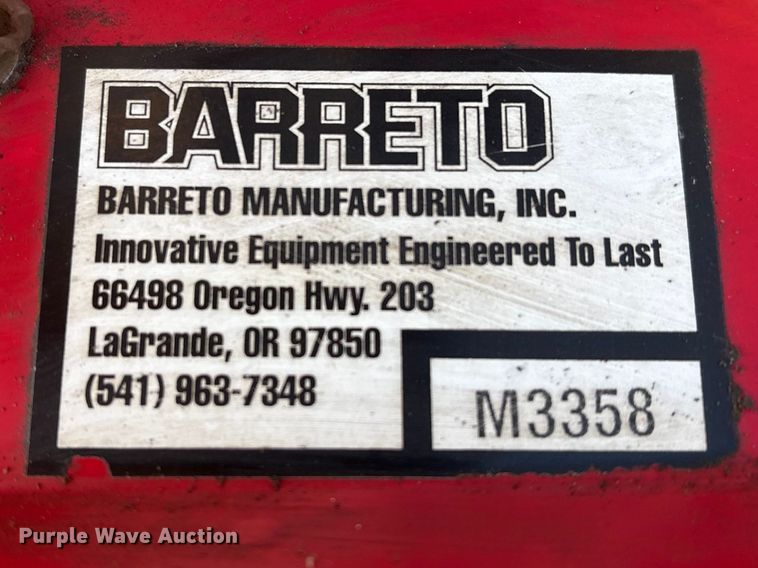 BARRETO
BARRETO MANUFACTURING, INC.
Innovative Equipment Engineered To Last
66498 Oregon Hwy. 203
LaGrande, OR 97850
(541) 963-7348
M3358
Purple Wave Auction